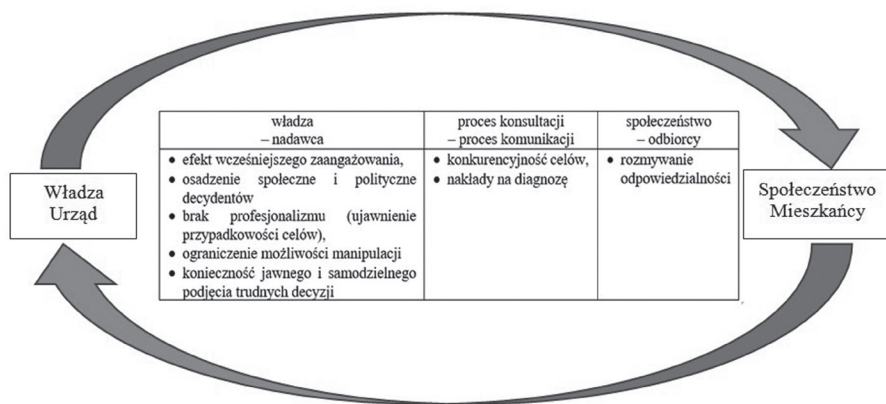 Władza
Urząd
władza
– nadawca
proces konsultacji
– proces komunikacji
społeczeństwo
– odbiorcy
• efekt wcześniejszego zaangażowania,
• osadzenie społeczne i polityczne
decydentów
• brak profesjonalizmu (ujawnienie
przypadkowości celów),
• ograniczenie możliwości manipulacji
• konieczność jawnego i samodzielnego
podjęcia trudnych decyzji
• konkurencyjność celów,
• nakłady na diagnozę
• rozmywanie
odpowiedzialności
Społeczeństwo
Mieszkańcy